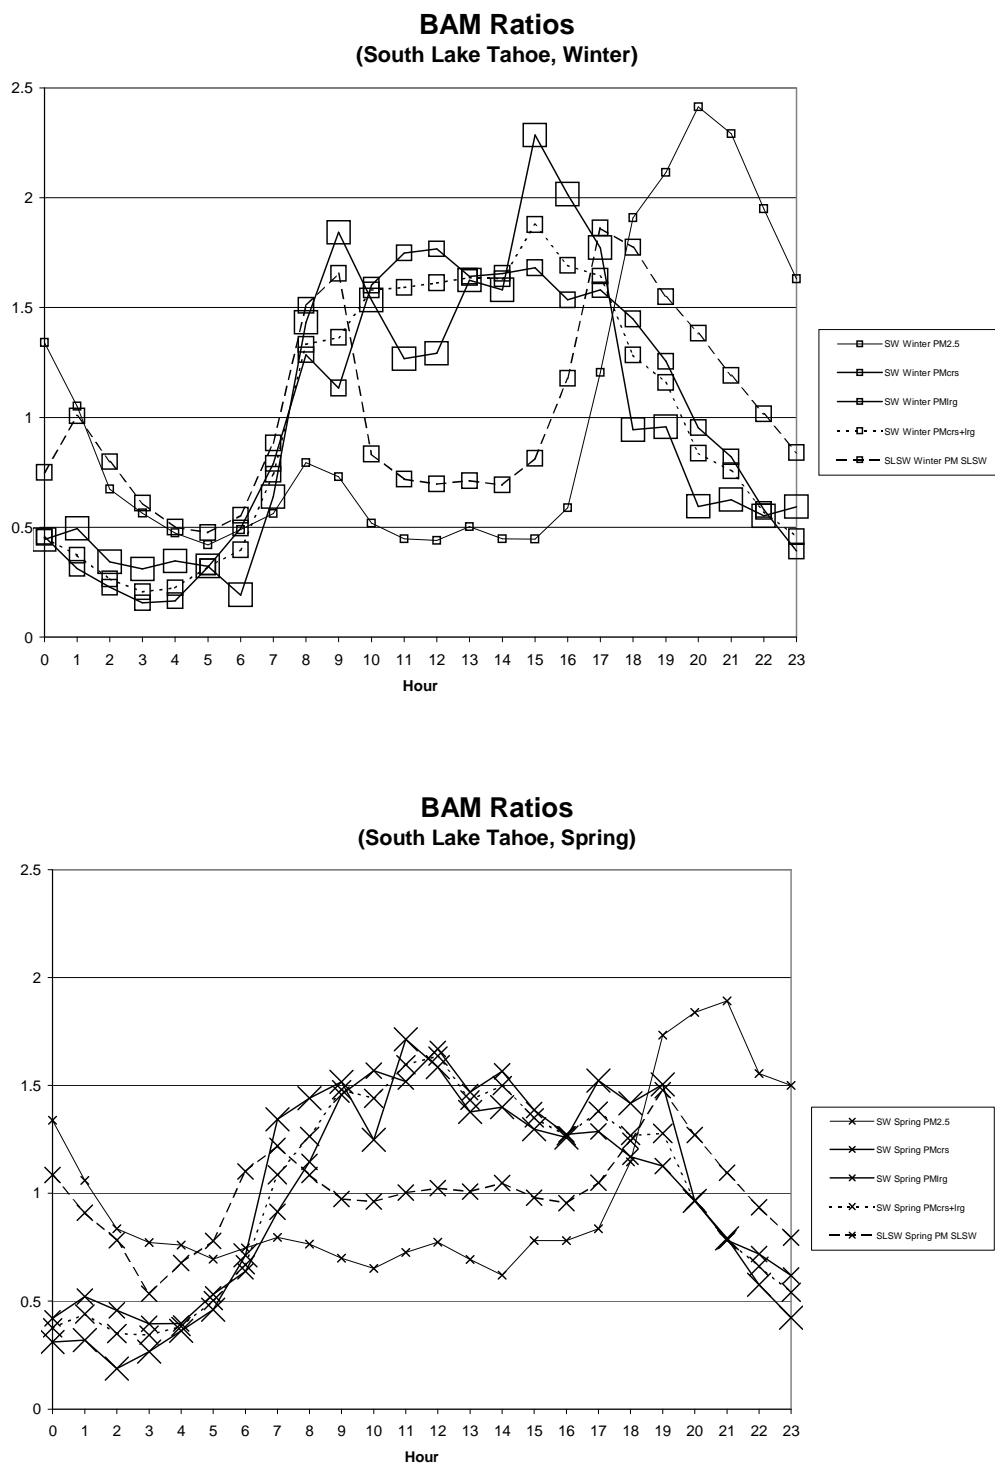 BAM Ratios
(South Lake Tahoe, Winter)
2.5
2
1.5
1
0.5
0
0 1 2 3 4 5 6 7 8 9 10 11 12 13 14 15 16 17 18 19 20 21 22 23
Hour
SW Winter PM2.5
SW Winter PMcrs
SW Winter PMlrg
SW Winter PMcrs+lrg
SLSW Winter PM SLSW
BAM Ratios
(South Lake Tahoe, Spring)
2.5
2
1.5
1
0.5
0
0 1 2 3 4 5 6 7 8 9 10 11 12 13 14 15 16 17 18 19 20 21 22 23
Hour
SW Spring PM2.5
SW Spring PMcrs
SW Spring PMlrg
SW Spring PMcrs+lrg
SLSW Spring PM SLSW